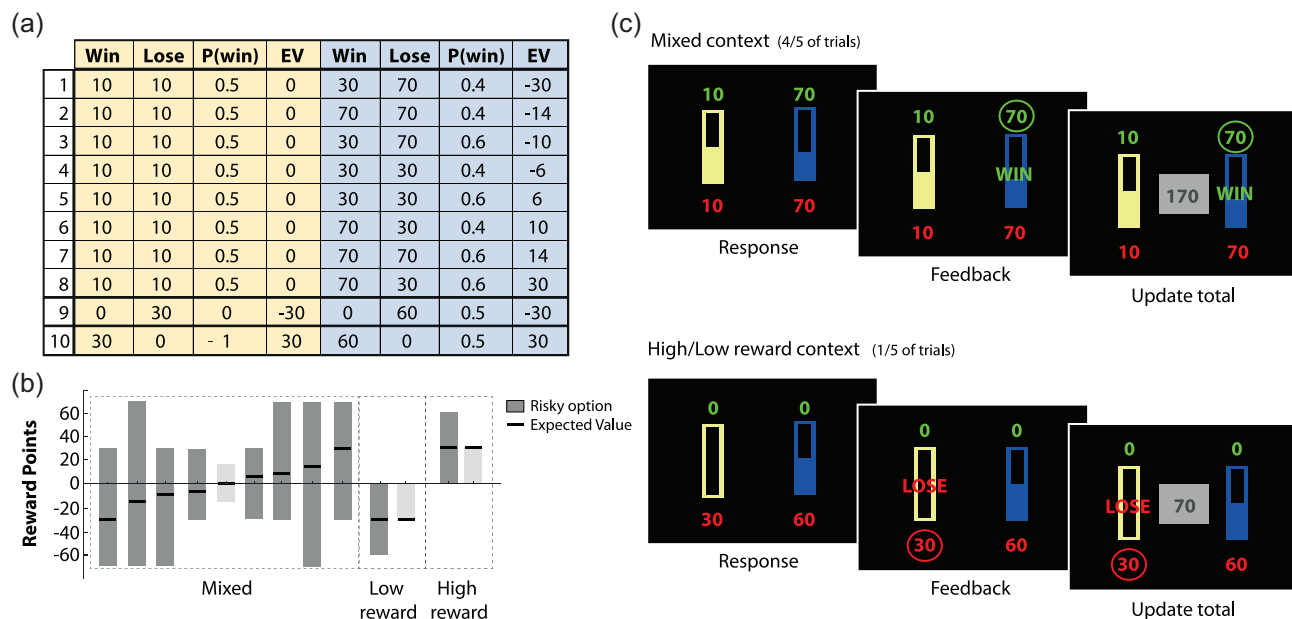 (a)
Win Lose P(win) EV Win Lose P(win) EV
1 10 10 0.5 0 30 70 0.4 -30
2 10 10 0.5 0 70 70 0.4 -14
3 10 10 0.5 0 30 70 0.6 -10
4 10 10 0.5 0 30 30 0.4 -6
5 10 10 0.5 0 30 30 0.6 6
6 10 10 0.5 0 70 30 0.4 10
7 10 10 0.5 0 70 70 0.6 14
8 10 10 0.5 0 70 30 0.6 30
9 0 30 0 -30 0 60 0.5 -30
10 30 0 - 1 30 60 0 0.5 30
(b)
Reward Points
60
40
20
0
-20
-40
-60
Risky option
Expected Value
Mixed
Low
reward
High
reward
(c)
Mixed context (4/5 of trials)
10 70
10 70
Response
10 70
WIN
10 70
Feedback
10 70
170 WIN
10 70
Update total
High/Low reward context (1/5 of trials)
0 0
30 60
Response
0 0
LOSE
30 60
Feedback
0 0
LOSE 70
30 60
Update total